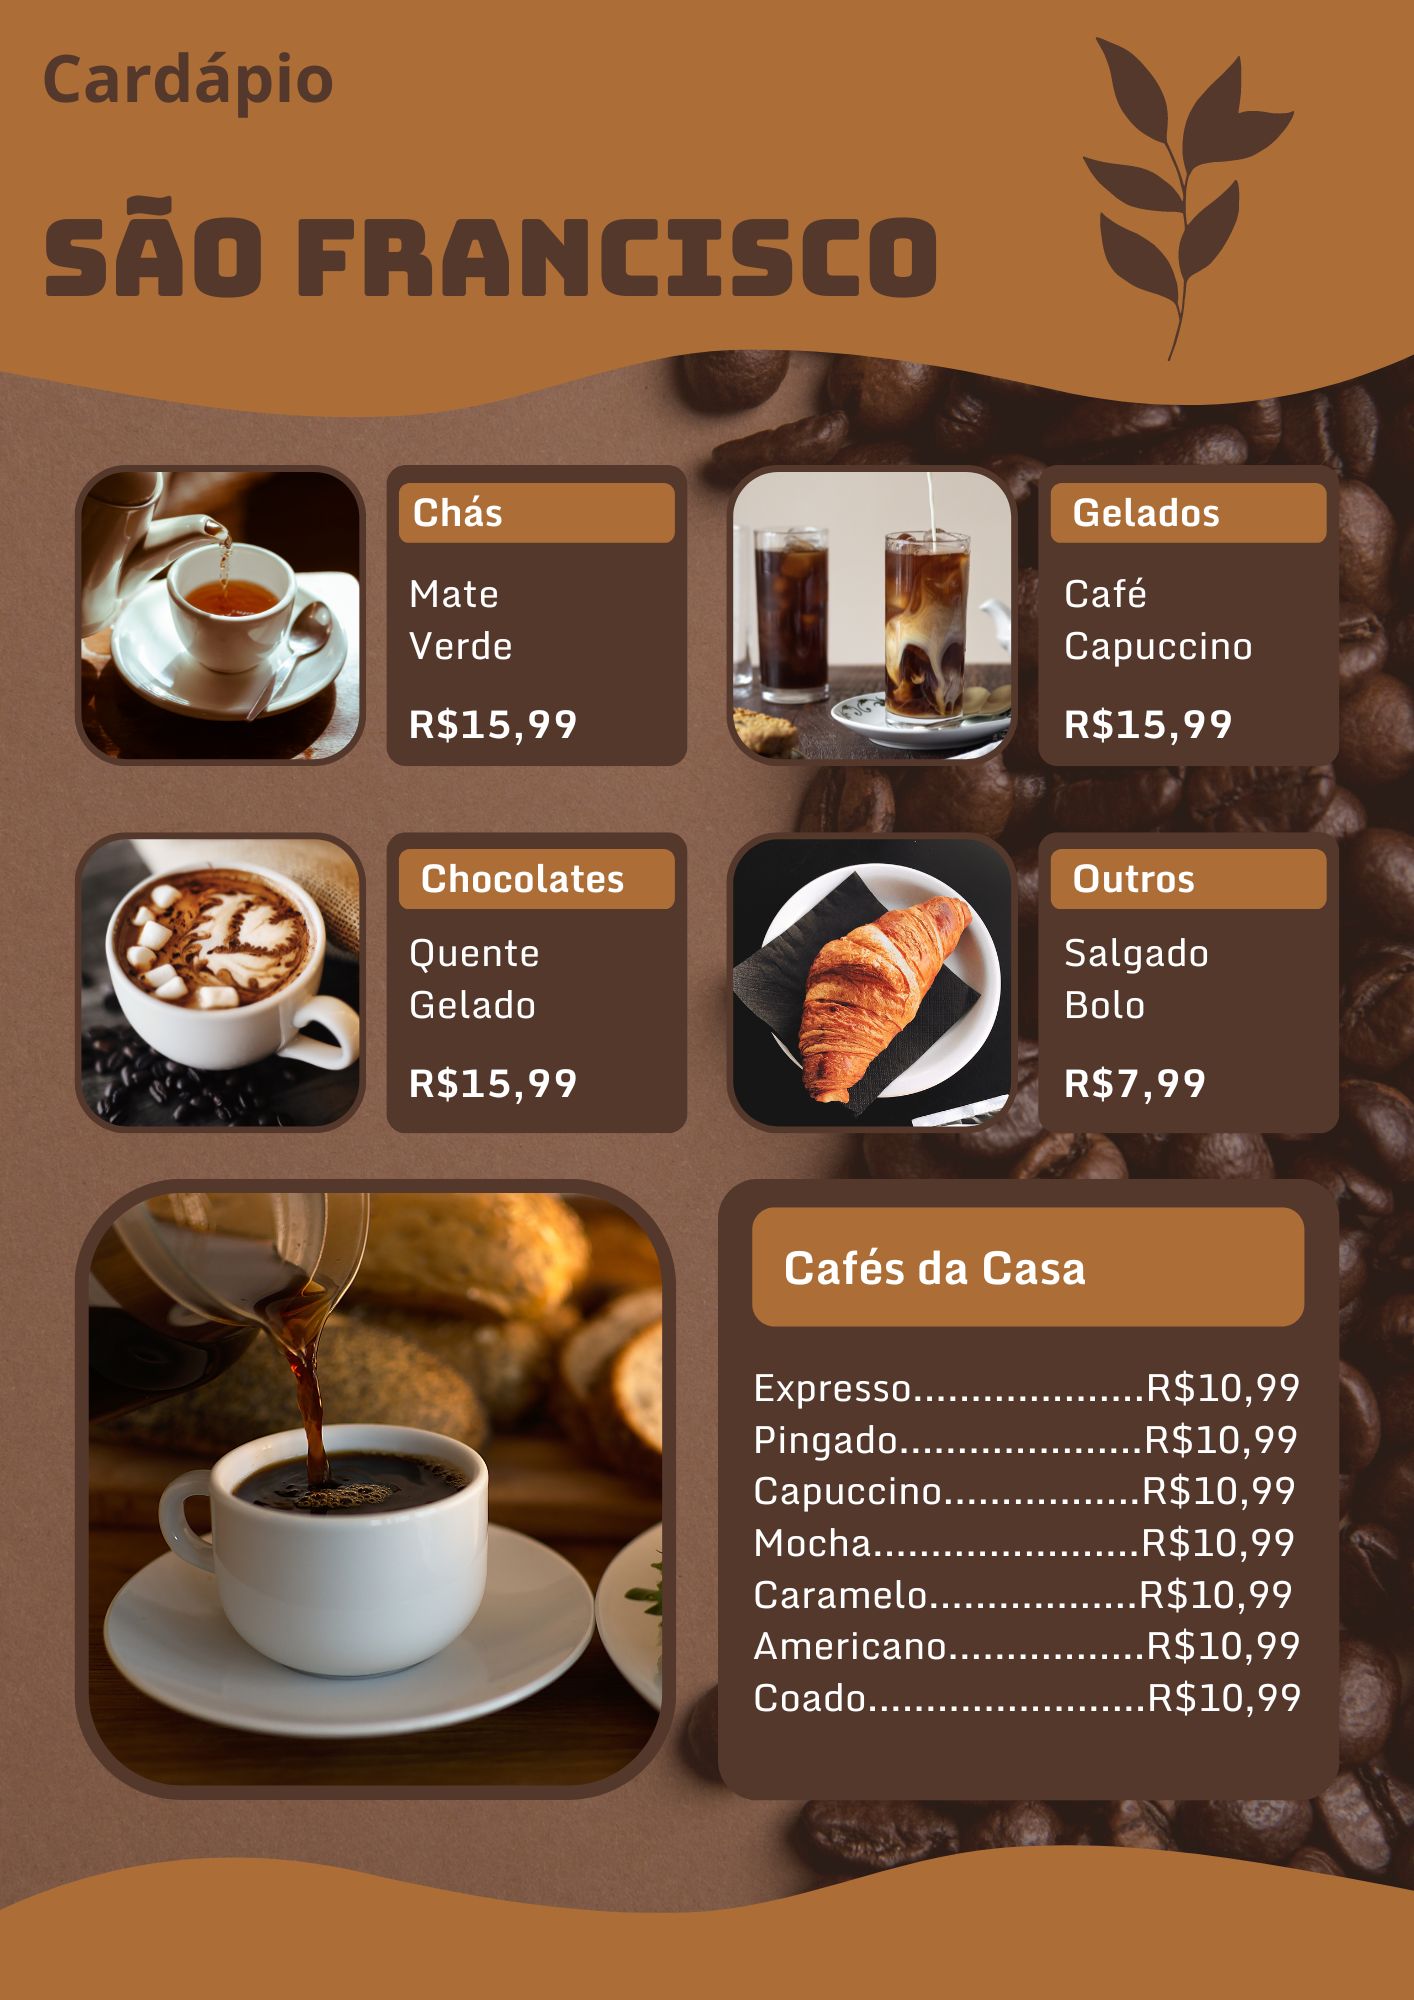 Cardápio
SÃO FRANCISCO
Chás
Mate
Verde
R$15,99
Gelados
Café
Capuccino
R$15,99
Chocolates
Quente
Gelado
R$15,99
Outros
Salgado
Bolo
R$7,99
Cafés da Casa
Expresso....................R$10,99
Pingado.....................R$10,99
Capuccino.................R$10,99
Mocha.......................R$10,99
Caramelo..................R$10,99
Americano.................R$10,99
Coado........................R$10,99